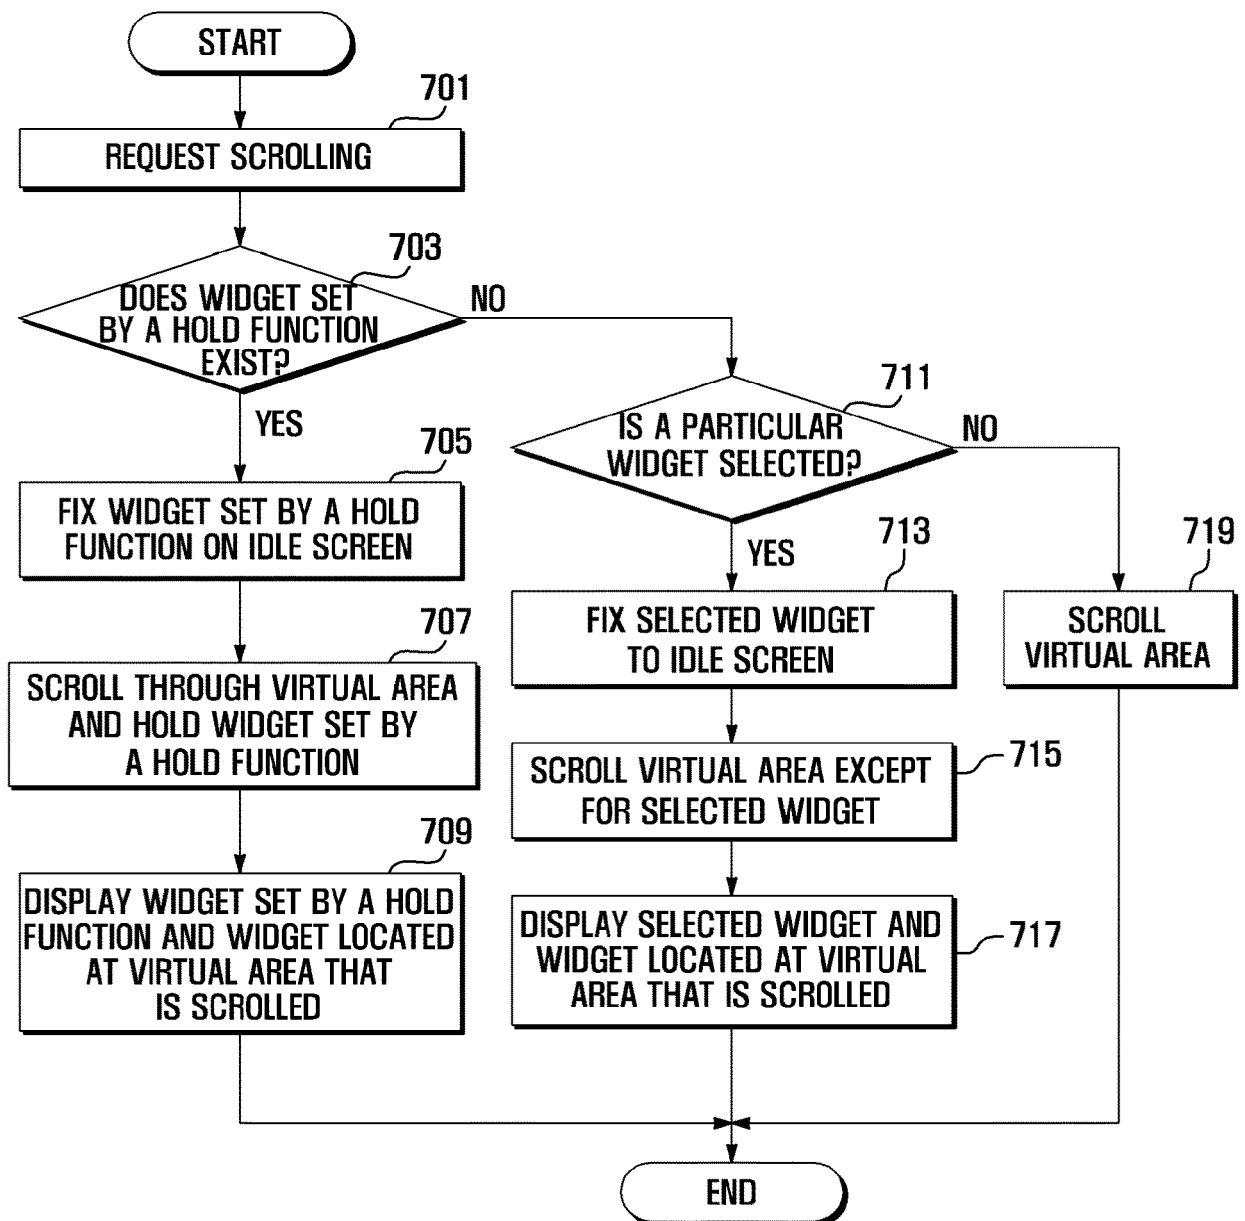 START
701
REQUEST SCROLLING
703
DOES WIDGET SET
BY A HOLD FUNCTION
EXIST?
NO
YES
705
FIX WIDGET SET BY A HOLD
FUNCTION ON IDLE SCREEN
707
SCROLL THROUGH VIRTUAL AREA
AND HOLD WIDGET SET BY
A HOLD FUNCTION
709
DISPLAY WIDGET SET BY A HOLD
FUNCTION AND WIDGET LOCATED
AT VIRTUAL AREA THAT
IS SCROLLED
711
IS A PARTICULAR
WIDGET SELECTED?
NO
YES
713
FIX SELECTED WIDGET
TO IDLE SCREEN
715
SCROLL VIRTUAL AREA EXCEPT
FOR SELECTED WIDGET
717
DISPLAY SELECTED WIDGET AND
WIDGET LOCATED AT VIRTUAL
AREA THAT IS SCROLLED
719
SCROLL
VIRTUAL AREA
END